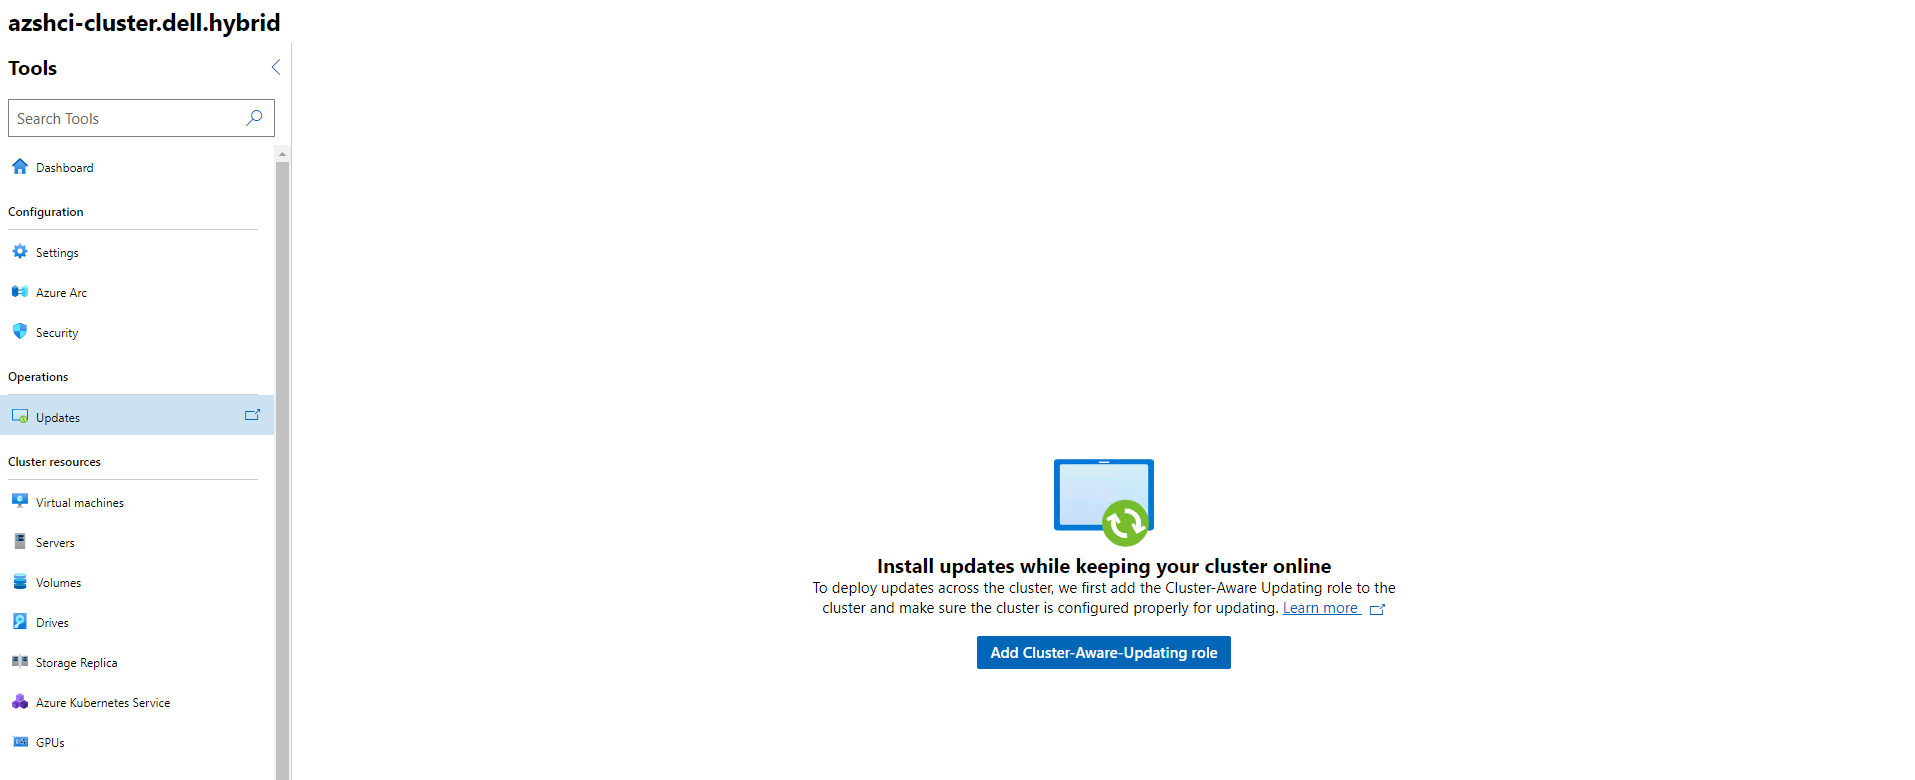 azshci-cluster.dell.hybrid
Tools
Search Tools
Dashboard
Configuration
Settings
Azure Arc
Security
Operations
Updates
Cluster resources
Virtual machines
Servers
Volumes
Drives
Storage Replica
Azure Kubernetes Service
GPUs
Install updates while keeping your cluster online
To deploy updates across the cluster, we first add the Cluster-Aware Updating role to the
cluster and make sure the cluster is configured properly for updating. Learn more
Add Cluster-Aware-Updating role